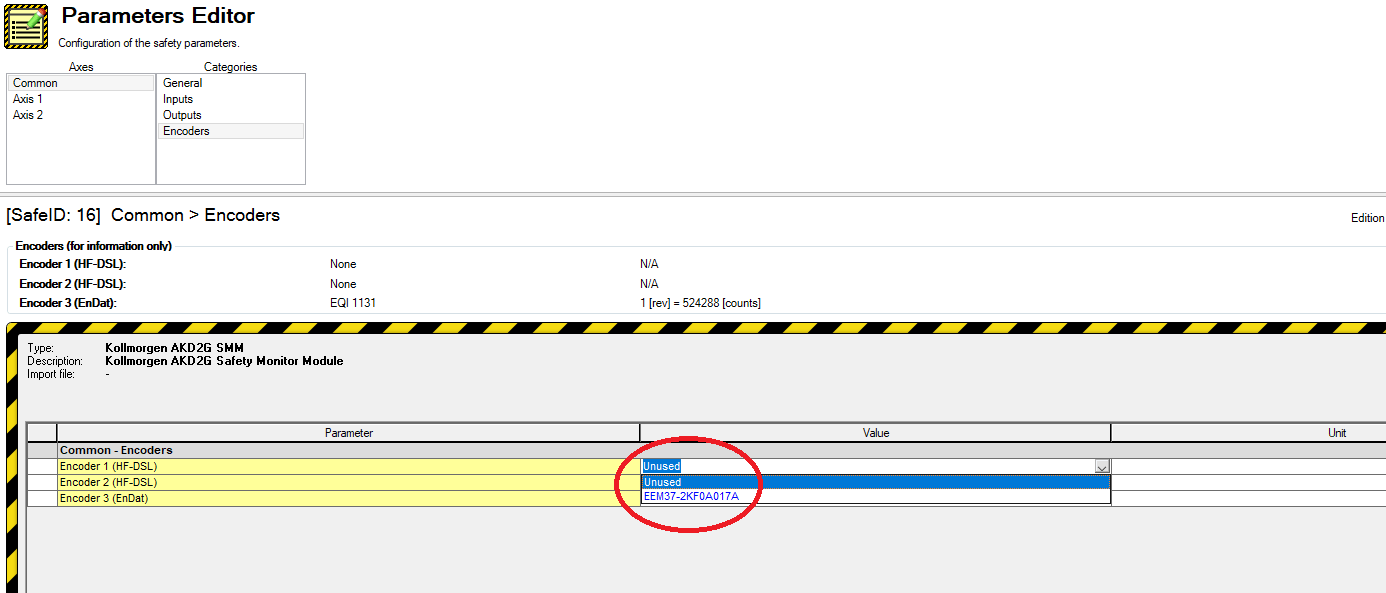 Parameters Editor
Configuration of the safety parameters.
Axes Categories
Common General
Axis 1 Inputs
Axis 2 Outputs
Encoders
[SafeID: 16] Common > Encoders
Edition
Encoders (for information only)
Encoder 1 (HF-DSL): None N/A
Encoder 2 (HF-DSL): None N/A
Encoder 3 (EnDat): EQI 1131 1 [rev] = 524288 [counts]
Type: Kollmorgen AKD2G SMM
Description: Kollmorgen AKD2G Safety Monitor Module
Import file: -
Parameter Value Unit
Common - Encoders
Encoder 1 (HF-DSL) Unused
Encoder 2 (HF-DSL) Unused
Encoder 3 (EnDat) EEM37-2KF0A017A